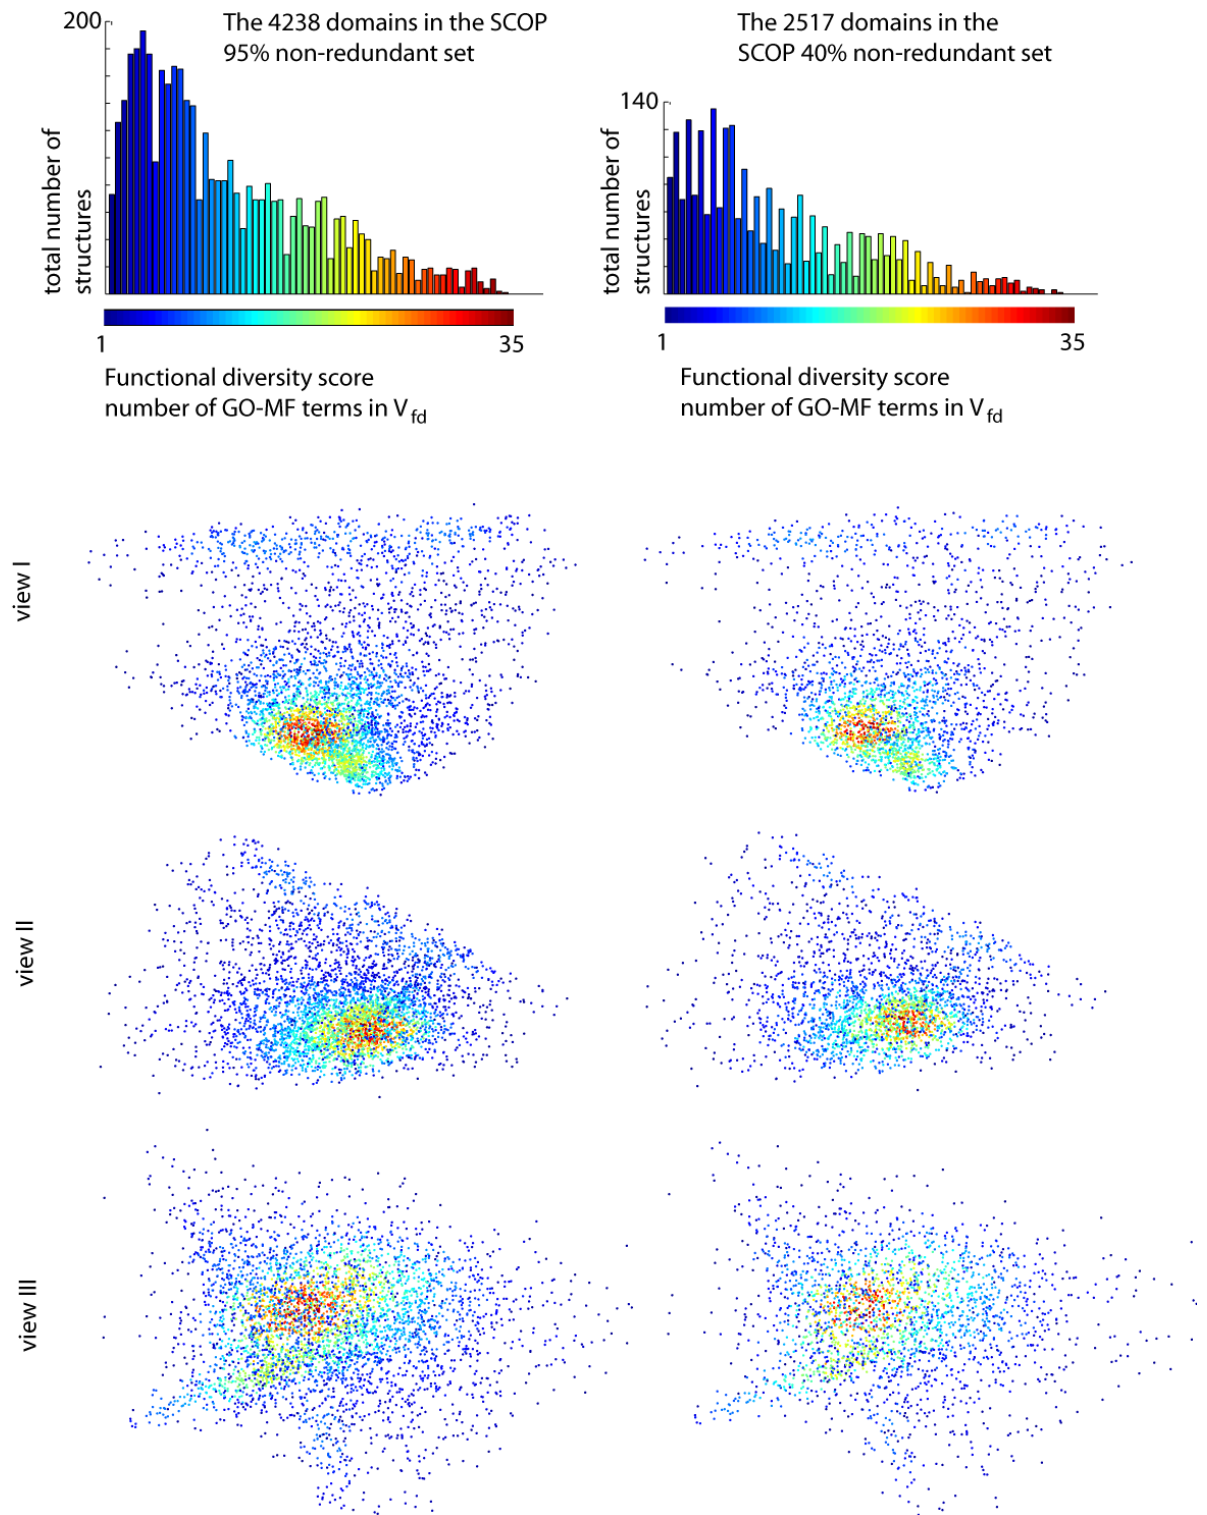 200
The 4238 domains in the SCOP
95% non-redundant set
total number of
structures
1
35
Functional diversity score
number of GO-MF terms in V fd
The 2517 domains in the
SCOP 40% non-redundant set
140
total number of
structures
1
35
Functional diversity score
number of GO-MF terms in V fd
view I
view II
view III